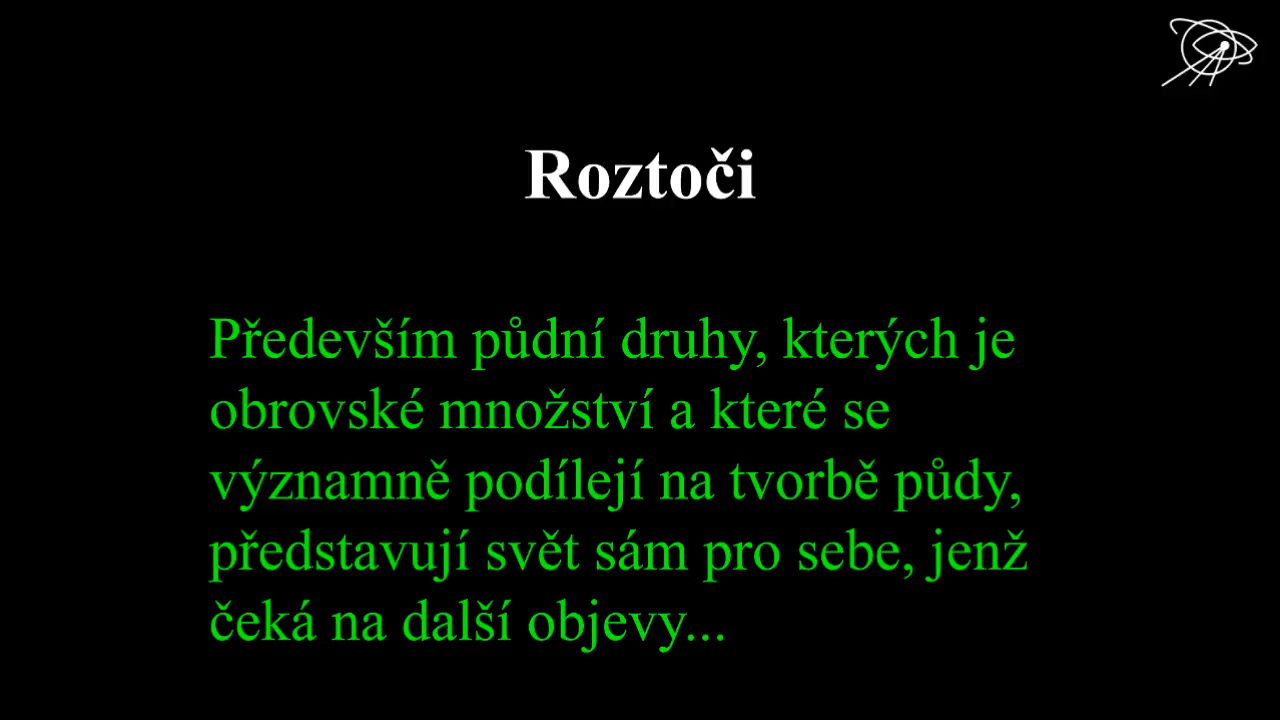 Roztoči
Především půdní druhy, kterých je
obrovské množství a které se
významně podílejí na tvorbě půdy,
představují svět sám pro sebe, jenž
čeká na další objevy...